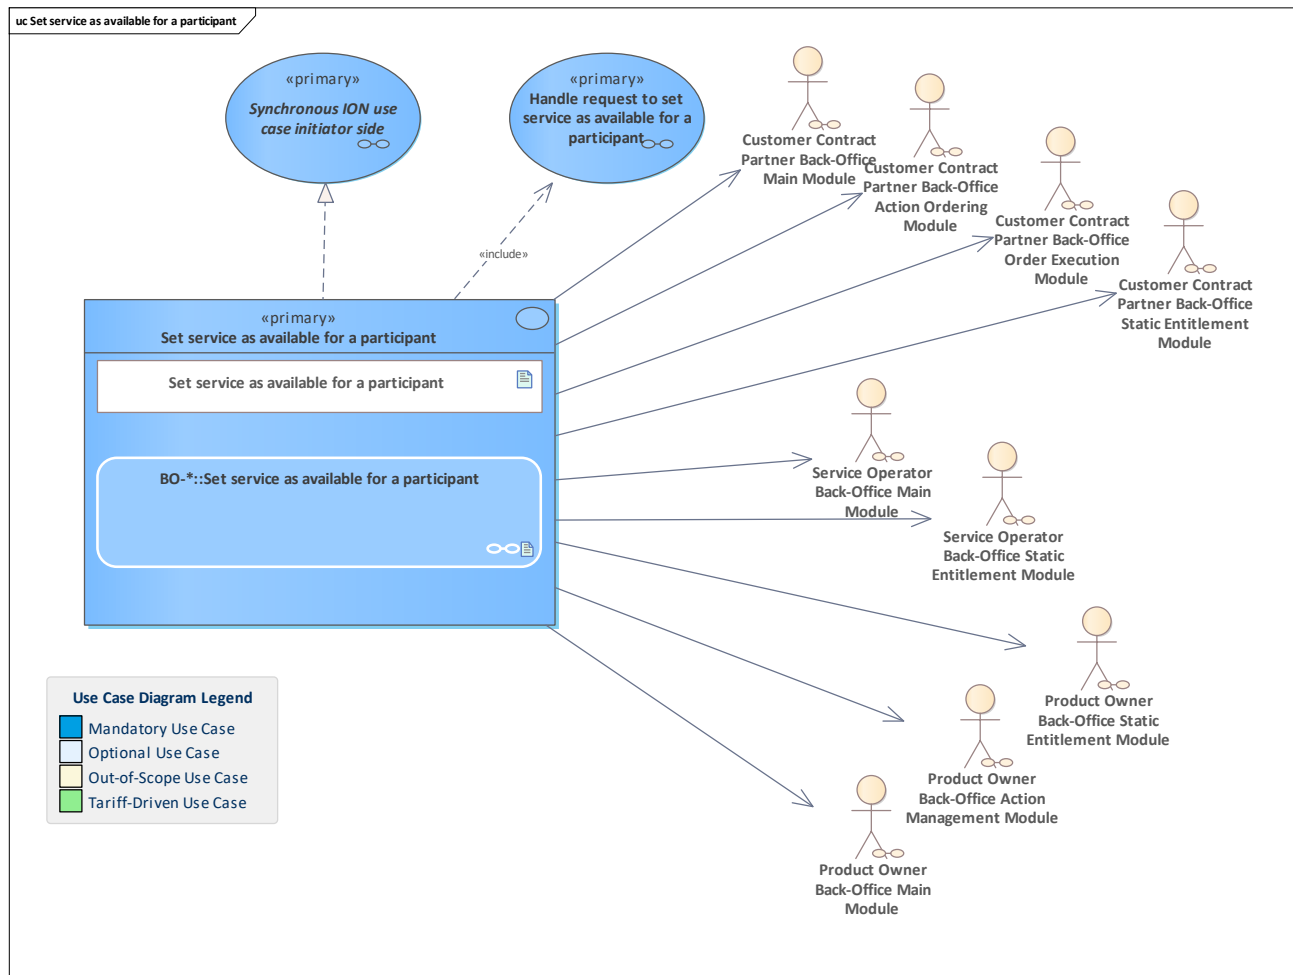 uc Set service as available for a participant
«primary»
Synchronous ION use
case initiator side
«primary»
Handle request to set
service as available for a
participant
Customer Contract
Partner Back-Office
Main Module
Customer Contract
Partner Back-Office
Action Ordering
Module
Customer Contract
Partner Back-Office
Order Execution
Module
Customer Contract
Partner Back-Office
Static Entitlement
Module
«include»
«primary»
Set service as available for a participant
Set service as available for a participant
BO-*::Set service as available for a participant
Service Operator
Back-Office Main
Module
Service Operator
Back-Office Static
Entitlement Module
Product Owner
Back-Office Static
Entitlement Module
Product Owner
Back-Office Action
Management Module
Product Owner
Back-Office Main
Module
Use Case Diagram Legend
Mandatory Use Case
Optional Use Case
Out-of-Scope Use Case
Tariff-Driven Use Case